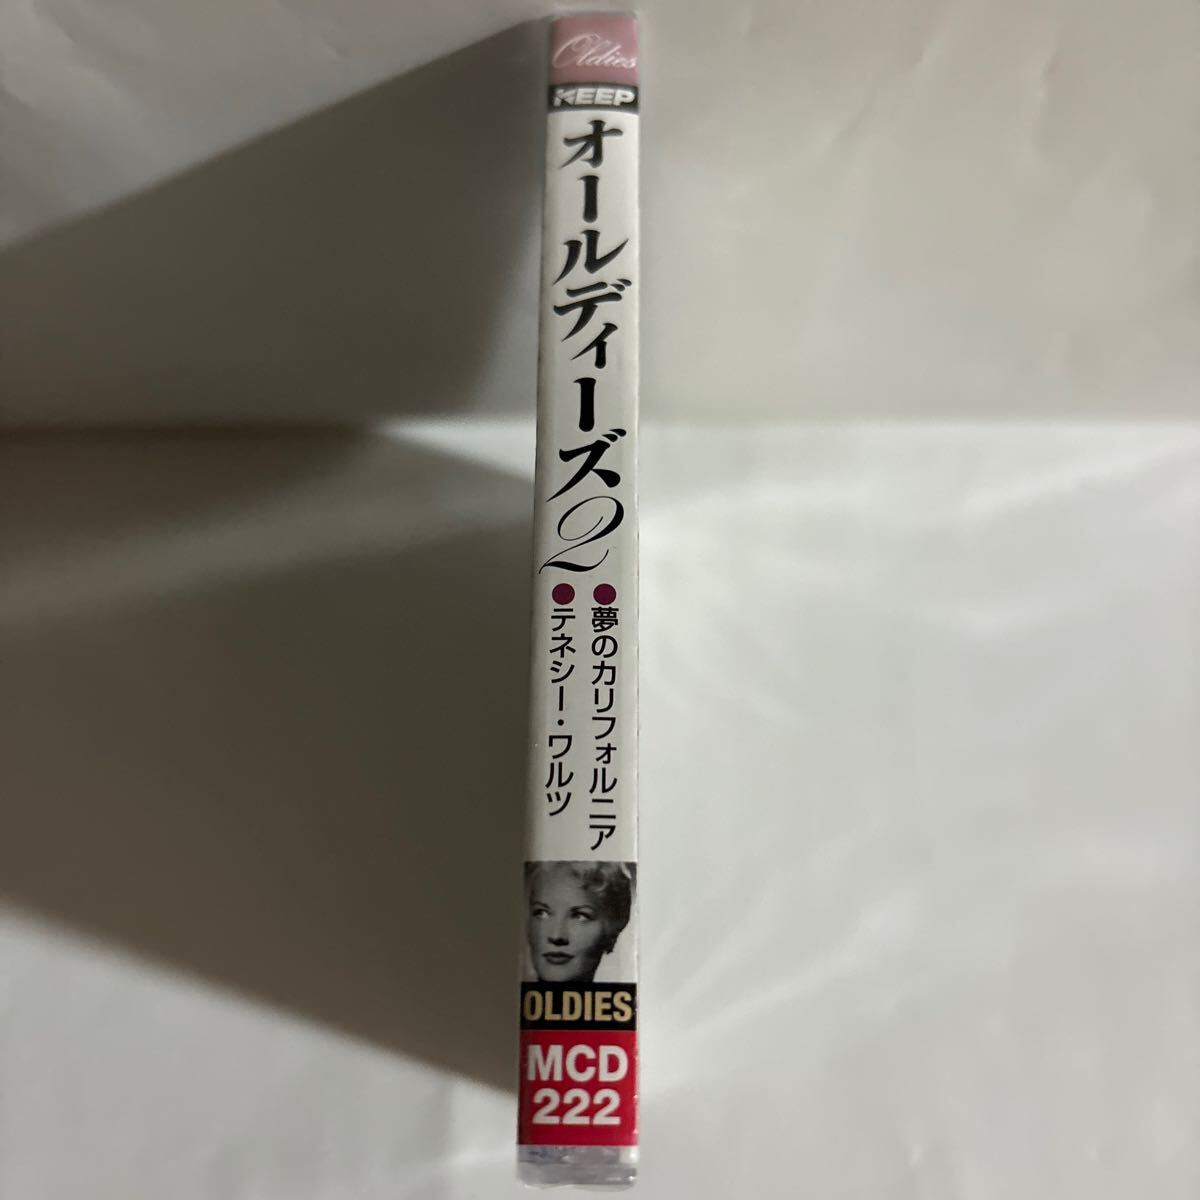 Oldies
KEEP
オールディーズ2
●夢のカリフォルニア
●テネシー・ワルツ
OLDIES
MCD
222